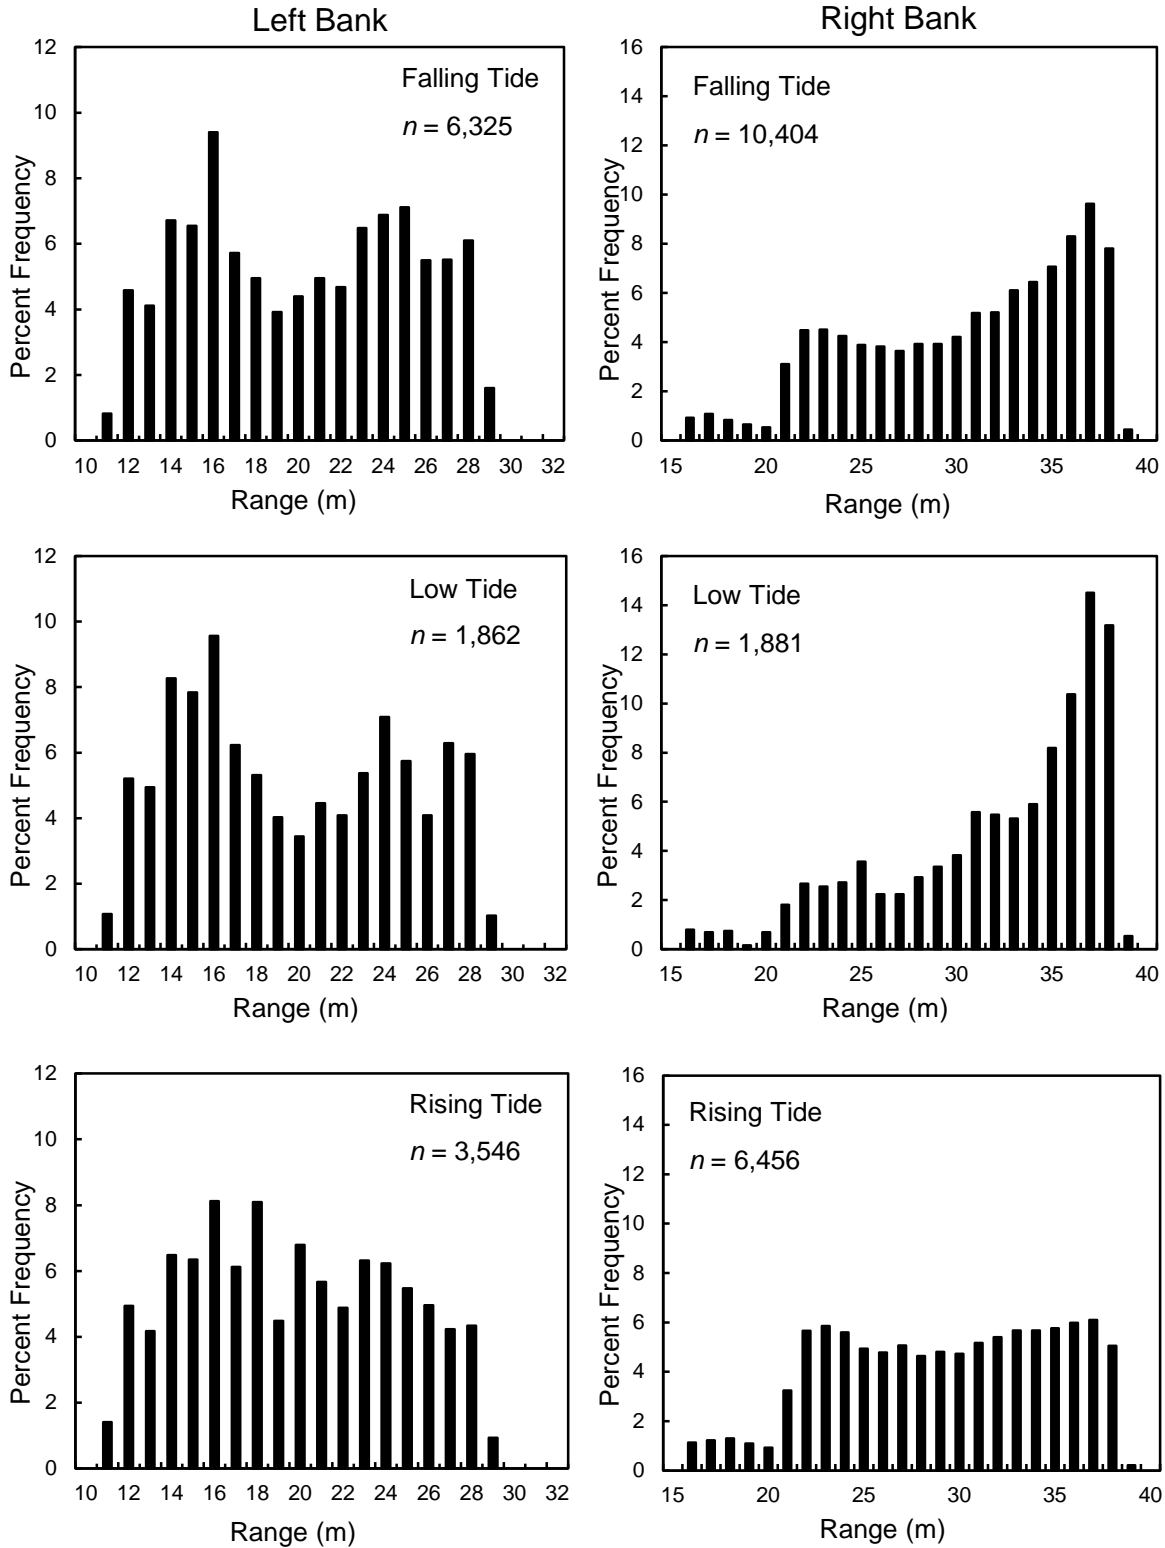 Left Bank
Right Bank
12
10
8
6
4
2
0
Percent Frequency
Falling Tide
n = 6,325
10 12 14 16 18 20 22 24 26 28 30 32
Range (m)
16
14
12
10
8
6
4
2
0
Percent Frequency
Falling Tide
n = 10,404
15 20 25 30 35 40
Range (m)
12
10
8
6
4
2
0
Percent Frequency
Low Tide
n = 1,862
10 12 14 16 18 20 22 24 26 28 30 32
Range (m)
16
14
12
10
8
6
4
2
0
Percent Frequency
Low Tide
n = 1,881
15 20 25 30 35 40
Range (m)
12
10
8
6
4
2
0
Percent Frequency
Rising Tide
n = 3,546
10 12 14 16 18 20 22 24 26 28 30 32
Range (m)
16
14
12
10
8
6
4
2
0
Percent Frequency
Rising Tide
n = 6,456
15 20 25 30 35 40
Range (m)